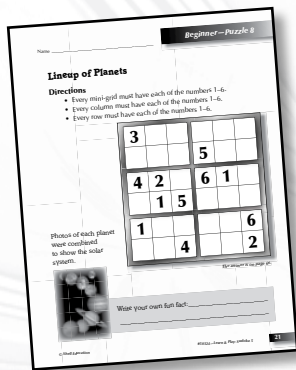 Beginner—Puzzle 8
Name
Lineup of Planets
Directions
• Every mini-grid must have each of the numbers 1–6.
• Every column must have each of the numbers 1–6.
• Every row must have each of the numbers 1–6.
3
5
4 2 6 1
1 5
1 6
4 2
Photos of each planet
were combined
to show the solar
system.
Write your own fun fact:
21